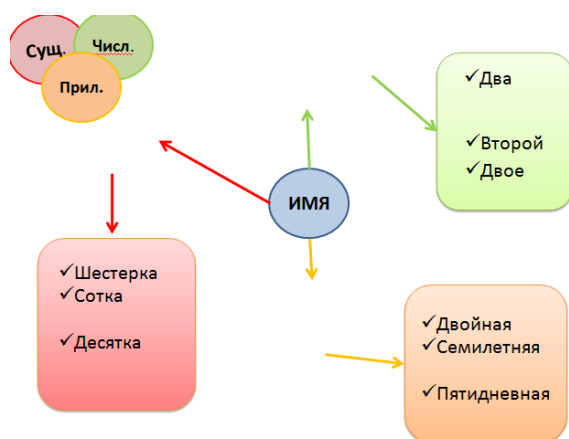 Сущ.
Числ.
Прил.
Два
Второй
Двое
ИМЯ
Шестерка
Сотка
Десятка
Двойная
Семилетняя
Пятидневная